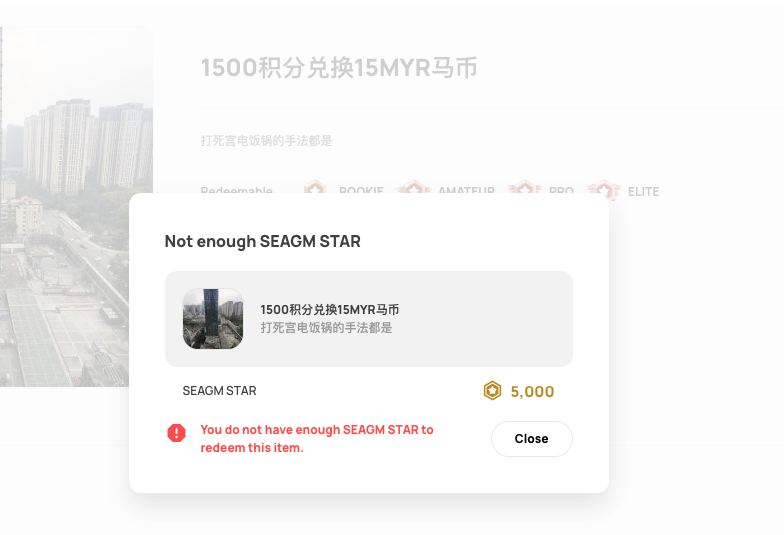 1500积分兑换15MYR马币
打死宫电饭锅的手法都是
Redeemable ROOKIE AMATEUR PRO ELITE
Not enough SEAGM STAR
1500积分兑换15MYR马币
打死宫电饭锅的手法都是
SEAGM STAR 5,000
You do not have enough SEAGM STAR to
redeem this item.
Close